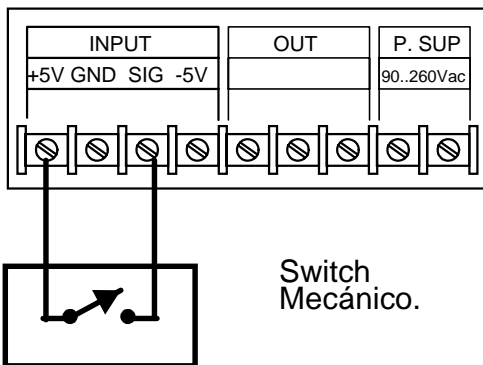 INPUT OUT P. SUP
+5V GND SIG -5V 90..260Vac
Switch
Mecánico.